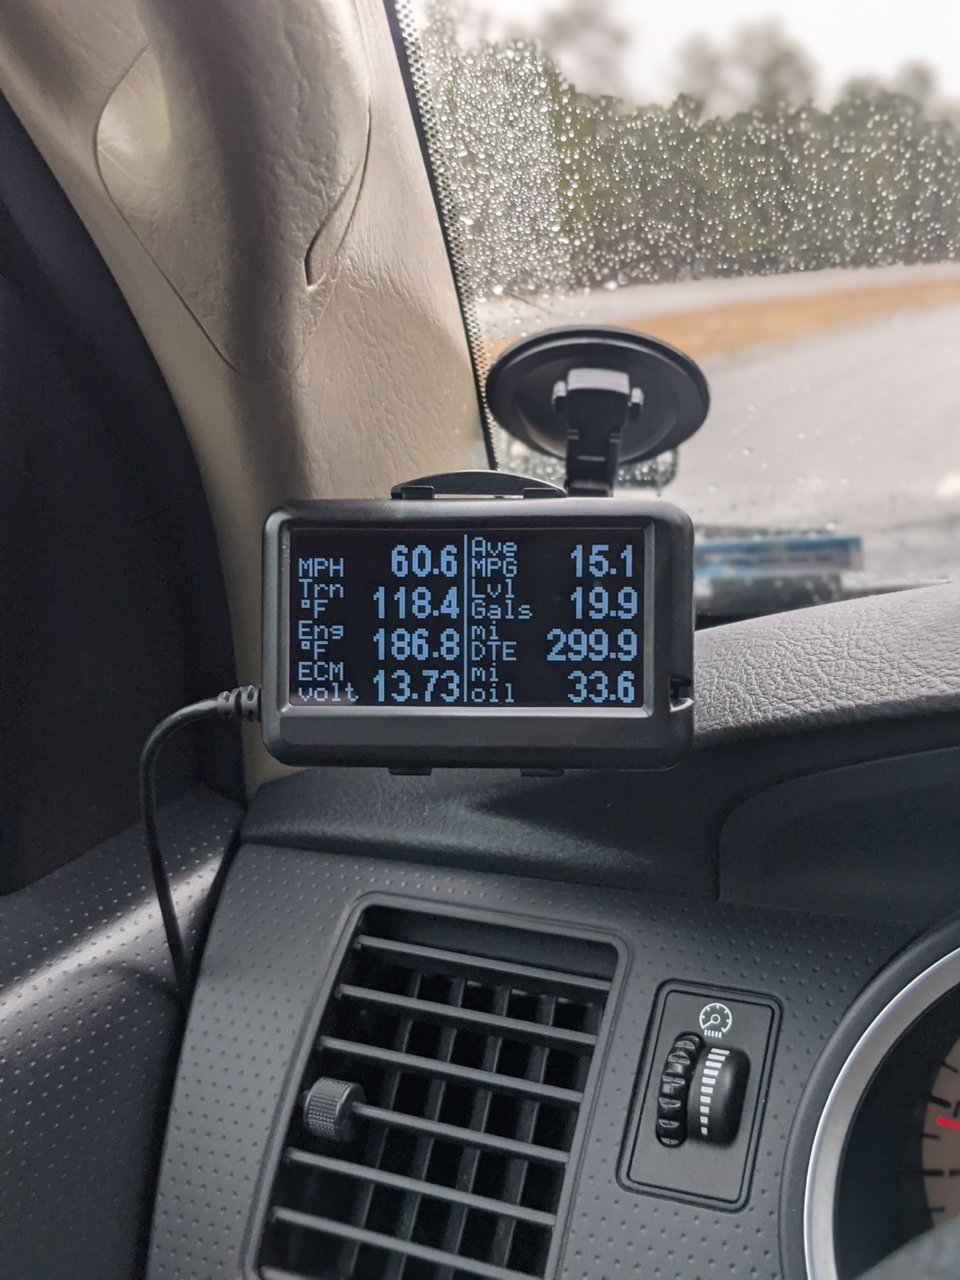 MPH 60.6
Trn °F 118.4
Eng °F 186.8
ECM volt 13.73
Ave MPG 15.1
Lvl Gals 19.9
mi DTE 299.9
mi oil 33.6